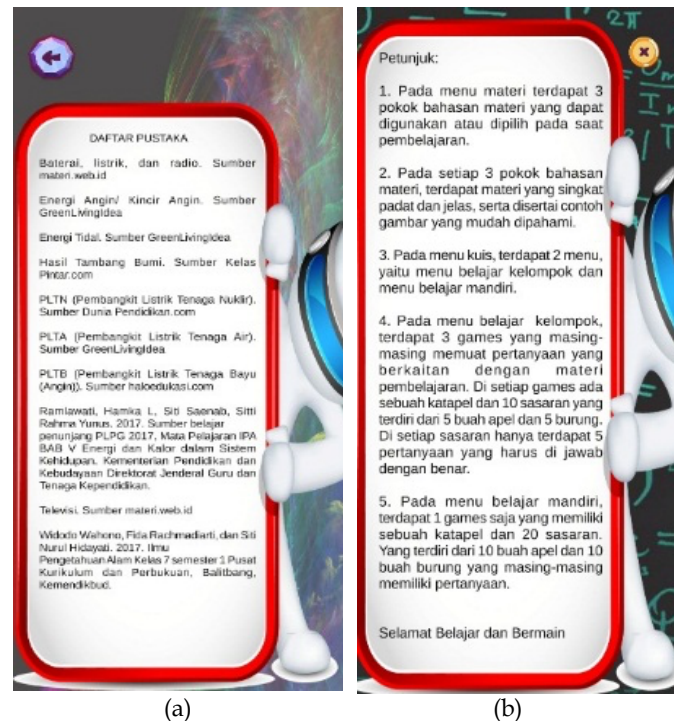 DAFTAR PUSTAKA
Baterai, listrik, dan radio. Sumber
materi.web.id
Energi Angin/ Kincir Angin. Sumber
GreenLivingIdea
Energi Tidal. Sumber GreenLivingIdea
Hasil Tambang Bumi. Sumber Kelas
Pintar.com
PLTN (Pembangkit Listrik Tenaga Nuklir).
Sumber Dunia Pendidikan.com
PLTA (Pembangkit Listrik Tenaga Air).
Sumber GreenLivingIdea
PLTB (Pembangkit Listrik Tenaga Bayu
(Angin)). Sumber haloedukasi.com
Ramlawati, Hamka L, Siti Saenab, Sitti
Rahma Yunus. 2017. Sumber belajar
penunjang PLPG 2017, Mata Pelajaran IPA
BAB V Energi dan Kalor dalam Sistem
Kehidupan. Kementerian Pendidikan dan
Kebudayaan Direktorat Jenderal Guru dan
Tenaga Kependidikan.
Televisi. Sumber materi.web.id
Widodo Wahono, Fida Rachmadiarti, dan Siti
Nurul Hidayati. 2017. Ilmu
Pengetahuan Alam Kelas 7 semester 1 Pusat
Kurikulum dan Perbukuan, Balitbang,
Kemendikbud.
(a)
2π
Petunjuk:
1. Pada menu materi terdapat 3
pokok bahasan materi yang dapat
digunakan atau dipilih pada saat
pembelajaran.
2. Pada setiap 3 pokok bahasan
materi, terdapat materi yang singkat
padat dan jelas, serta disertai contoh
gambar yang mudah dipahami.
3. Pada menu kuis, terdapat 2 menu,
yaitu menu belajar kelompok dan
menu belajar mandiri.
4. Pada menu belajar kelompok,
terdapat 3 games yang masing-
masing memuat pertanyaan yang
berkaitan dengan materi
pembelajaran. Di setiap games ada
sebuah katapel dan 10 sasaran yang
terdiri dari 5 buah apel dan 5 burung.
Di setiap sasaran hanya terdapat 5
pertanyaan yang harus di jawab
dengan benar.
5. Pada menu belajar mandiri,
terdapat 1 games saja yang memiliki
sebuah katapel dan 20 sasaran.
Yang terdiri dari 10 buah apel dan 10
buah burung yang masing-masing
memiliki pertanyaan.
Selamat Belajar dan Bermain
(b)